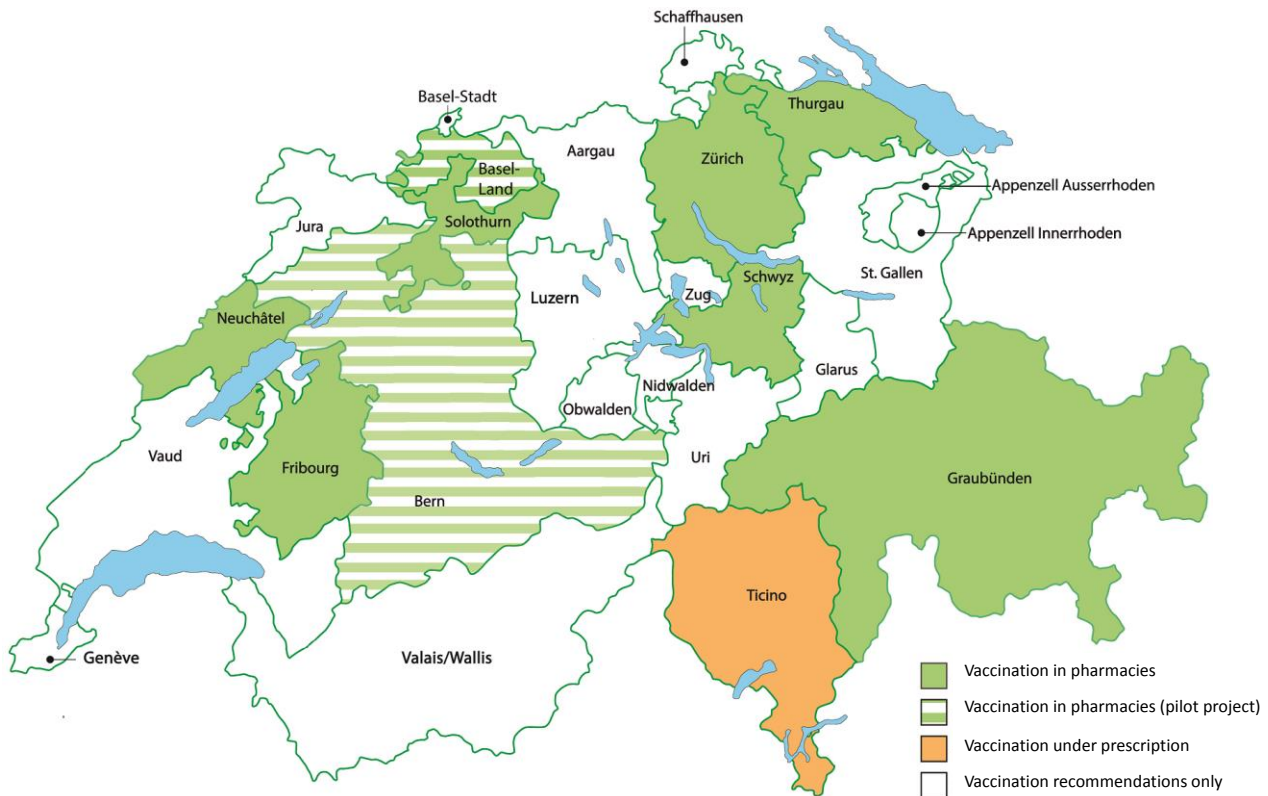 Schaffhausen
Basel-Stadt
Thurgau
Aargau
Zürich
Basel-
Land
Appenzell Ausserrhoden
Solothurn
Jura
Appenzell Innerrhoden
St. Gallen
Schwyz
Zug
Luzern
Neuchâtel
Glarus
Nidwalden
Obwalden
Vaud
Uri
Fribourg
Graubünden
Bern
Ticino
Genève
Valais/Wallis
Vaccination in pharmacies
Vaccination in pharmacies (pilot project)
Vaccination under prescription
Vaccination recommendations only